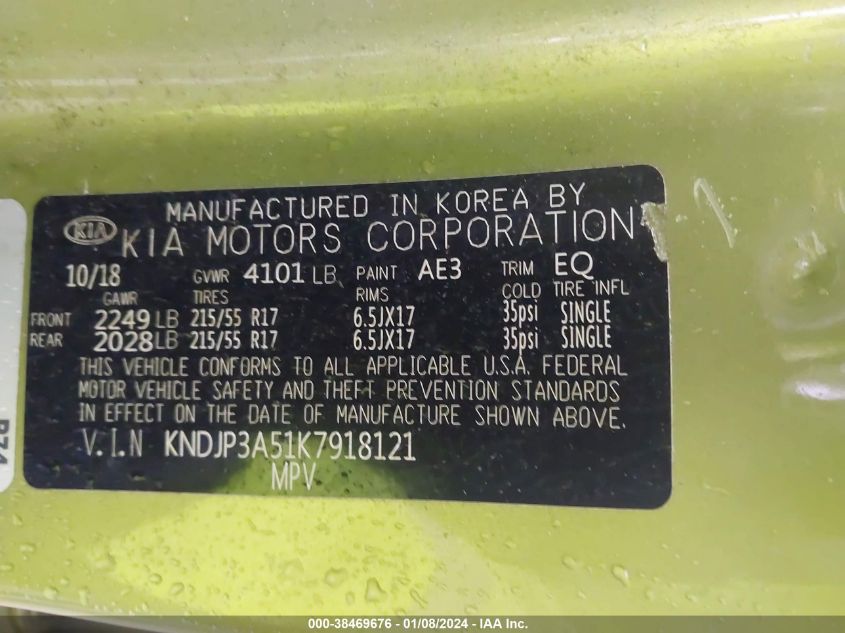 MANUFACTURED IN KOREA BY
KIA KIA MOTORS CORPORATION
10/18 GVWR 4101 LB PAINT AE3 TRIM EQ
GAWR TIRES RIMS COLD TIRE INFL
FRONT 2249 LB 215/55 R17 6.5JX17 35psi SINGLE
REAR 2028 LB 215/55 R17 6.5JX17 35psi SINGLE
THIS VEHICLE CONFORMS TO ALL APPLICABLE U.S.A. FEDERAL
MOTOR VEHICLE SAFETY AND THEFT PREVENTION STANDARDS
IN EFFECT ON THE DATE OF MANUFACTURE SHOWN ABOVE.
V.I.N KNDJP3A51K7918121
MPV
000-38469676 - 01/08/2024 - IAA Inc.